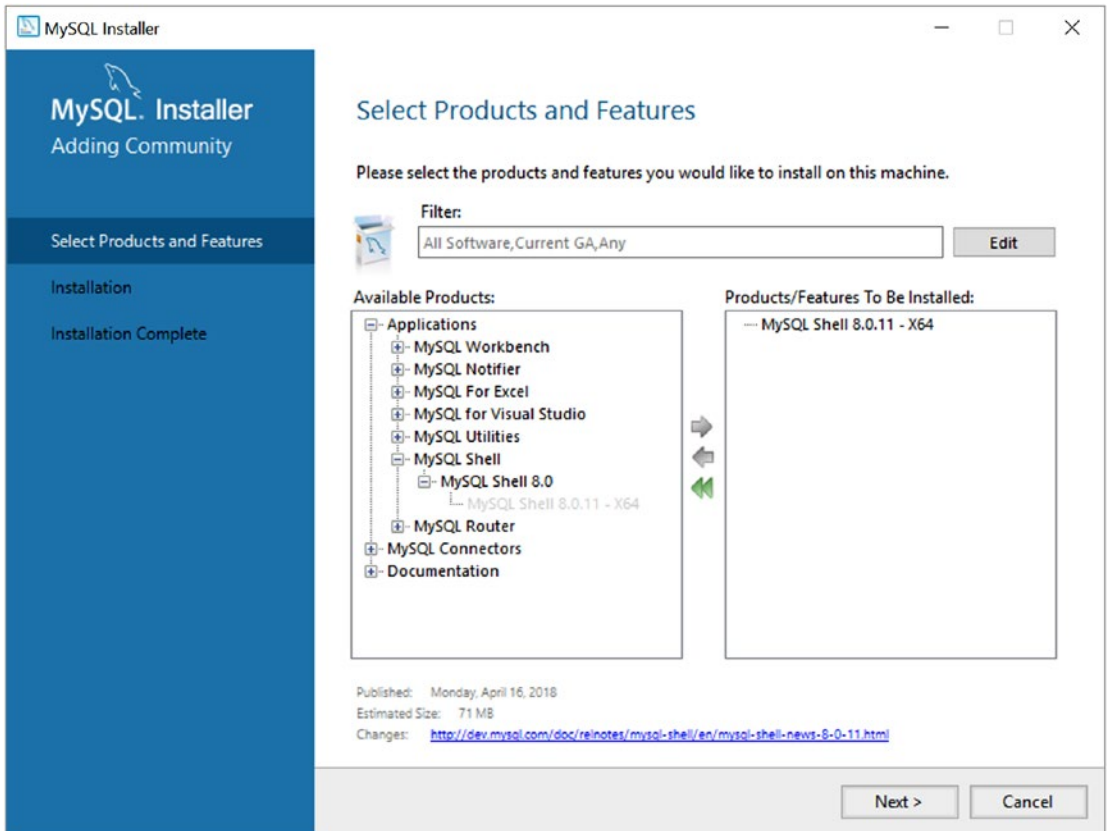 MySQL Installer
MySQL. Installer
Adding Community
Select Products and Features
Installation
Installation Complete
Select Products and Features
Please select the products and features you would like to install on this machine.
Filter:
All Software,Current GA,Any
Edit
Available Products:
Applications
MySQL Workbench
MySQL Notifier
MySQL For Excel
MySQL for Visual Studio
MySQL Utilities
MySQL Shell
MySQL Shell 8.0
MySQL Shell 8.0.11 - X64
MySQL Router
MySQL Connectors
Documentation
Products/Features To Be Installed:
MySQL Shell 8.0.11 - X64
Published: Monday, April 16, 2018
Estimated Size: 71 MB
Changes: http://dev.mysql.com/doc/relnotes/mysql-shell/en/mysql-shell-news-8-0-11.html
Next >
Cancel